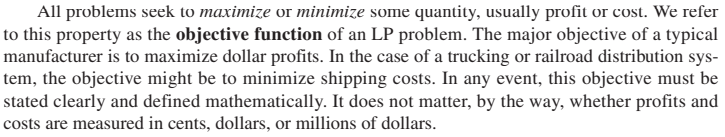 All problems seek to maximize or minimize some quantity, usually profit or cost. We refer
to this property as the objective function of an LP problem. The major objective of a typical
manufacturer is to maximize dollar profits. In the case of a trucking or railroad distribution sys-
tem, the objective might be to minimize shipping costs. In any event, this objective must be
stated clearly and defined mathematically. It does not matter, by the way, whether profits and
costs are measured in cents, dollars, or millions of dollars.